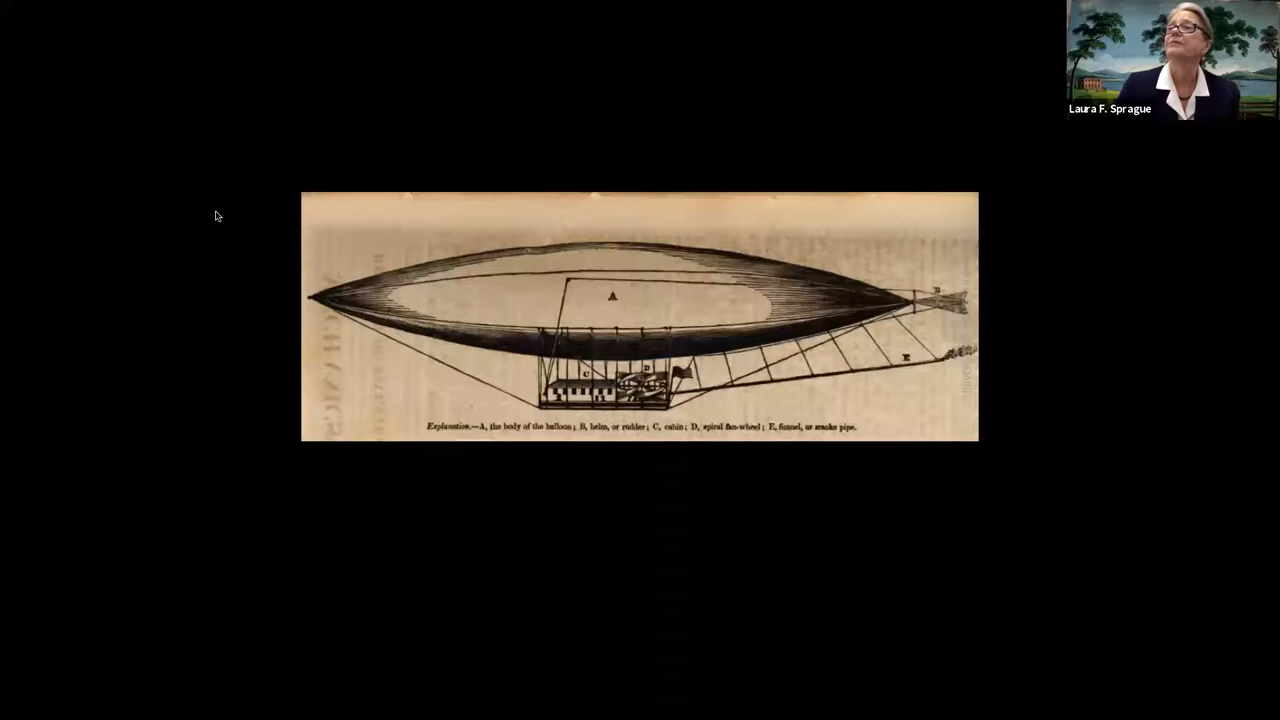 Laura F. Sprague
A
B
C
D
E
Explanation.—A, the body of the balloon; B, helm, or rudder; C, cabin; D, spiral fan-wheel; E, funnel, or smoke pipe.